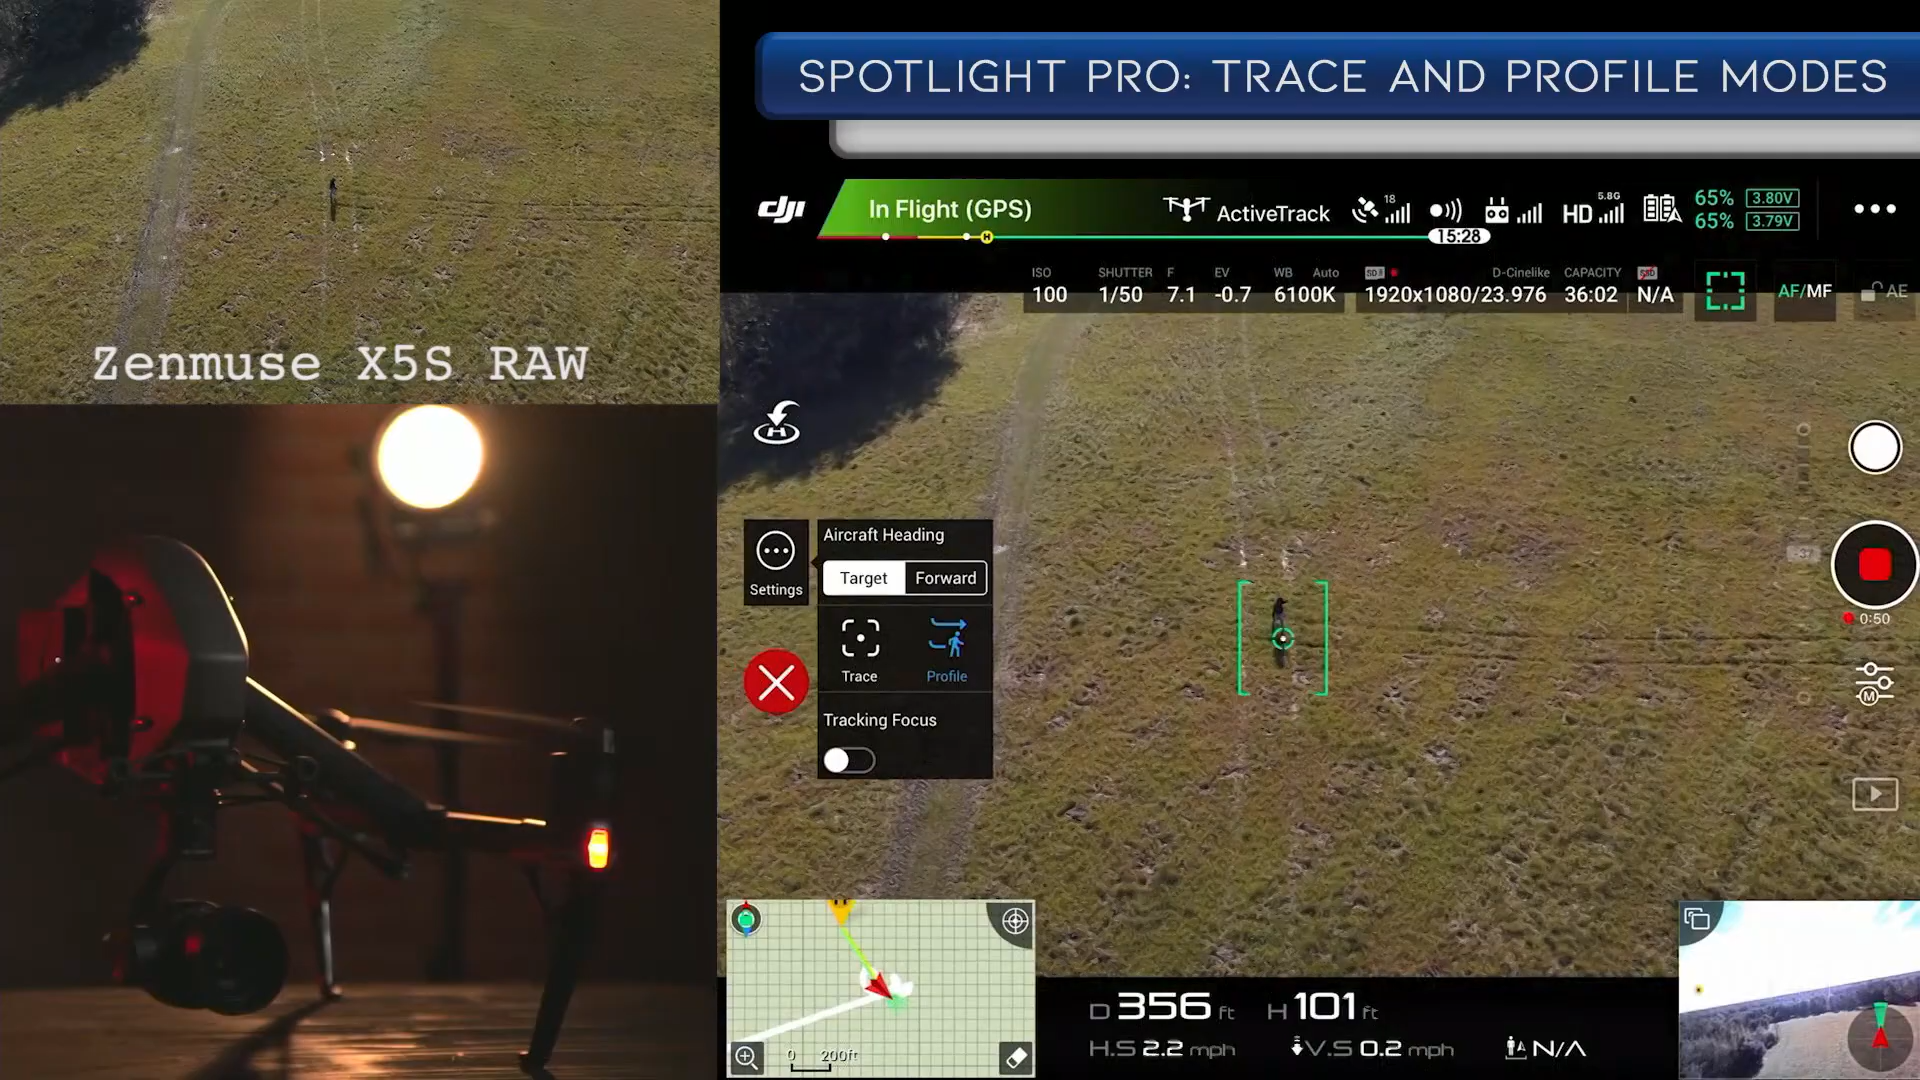 SPOTLIGHT PRO: TRACE AND PROFILE MODES
Zenmuse X5S RAW
dji
In Flight (GPS)
ActiveTrack
18
5.8G
HD
65% 3.80V
65% 3.79V
H
15:28
ISO SHUTTER F EV WB Auto SD D-Cinelike CAPACITY SSD
100 1/50 7.1 -0.7 6100K 1920x1080/23.976 36:02 N/A
AF/MF
AE
H
Aircraft Heading
Settings
Target Forward
Trace Profile
Tracking Focus
0:50
M
0 200ft
D 356 ft H 101 ft
H.S 2.2 mph V.S 0.2 mph N/A